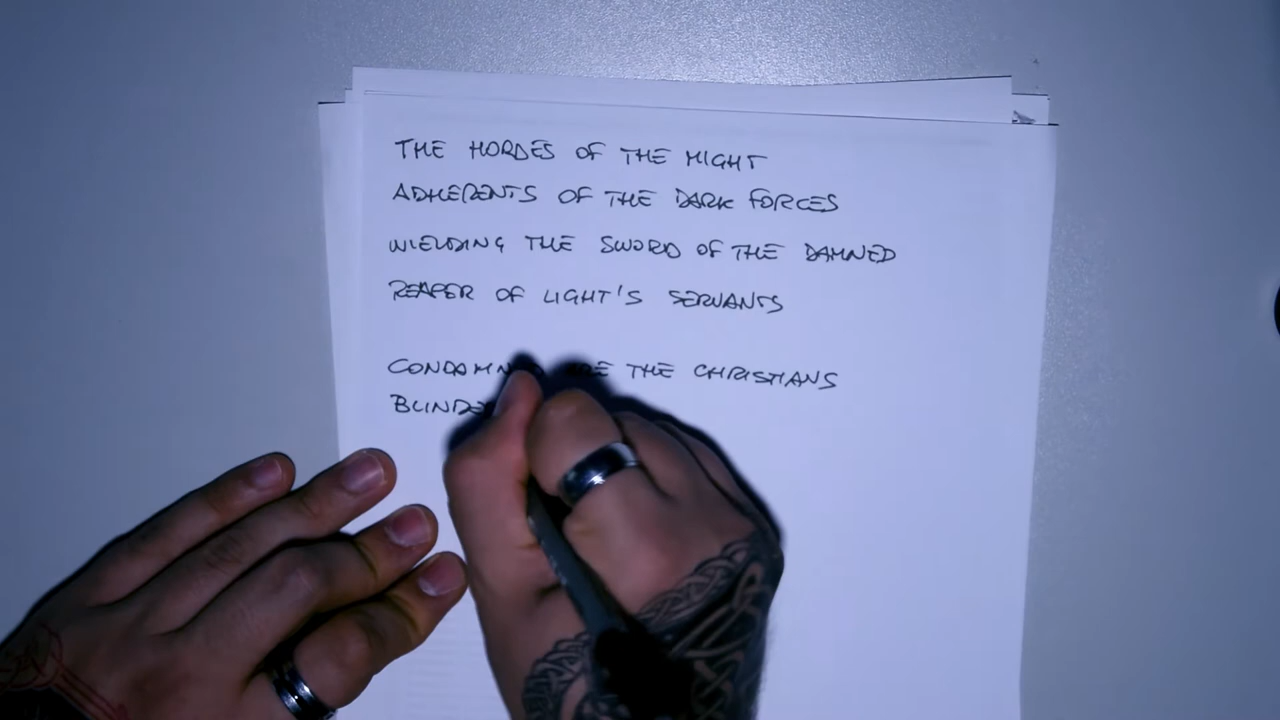 THE HORDES OF THE NIGHT
ADHERENTS OF THE DARK FORCES
WIELDING THE SWORD OF THE DAMNED
REAPER OF LIGHT'S SERVANTS
THE CHRISTIANS